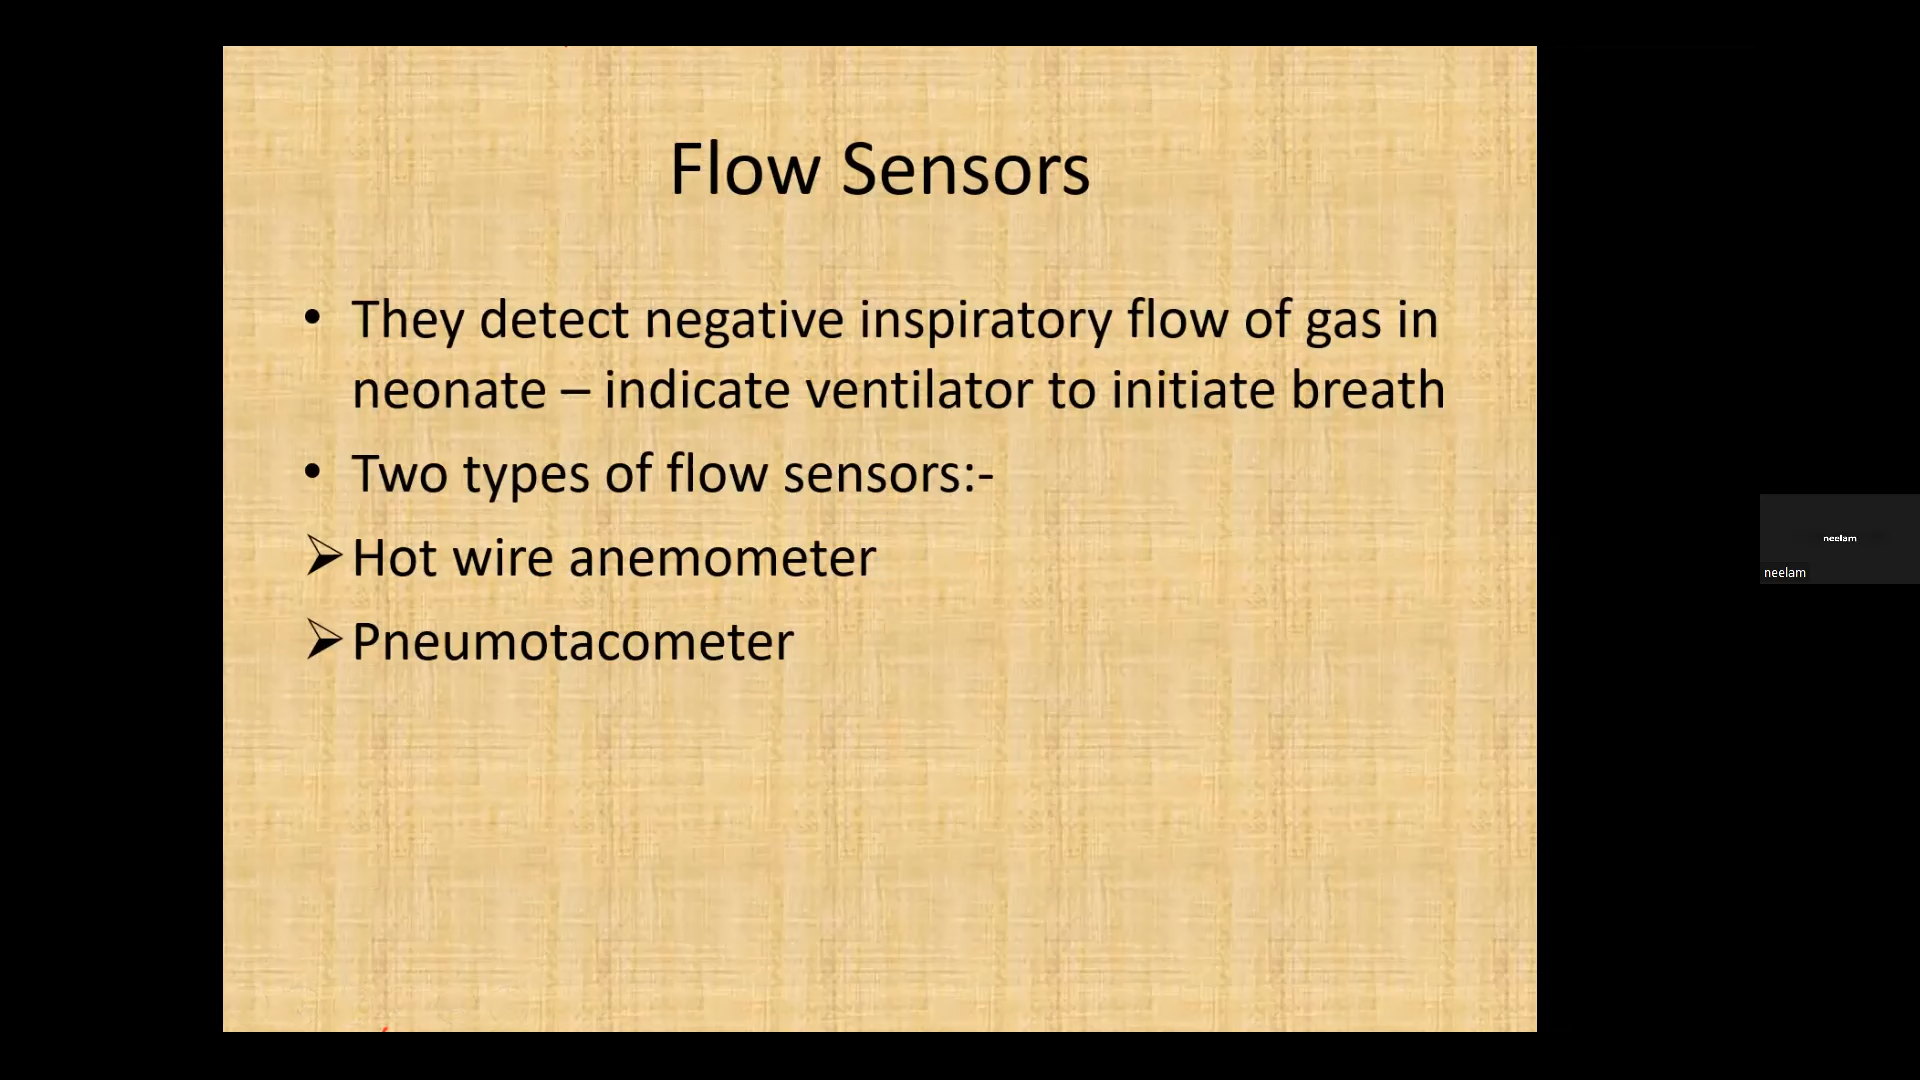 Flow Sensors
• They detect negative inspiratory flow of gas in
neonate – indicate ventilator to initiate breath
• Two types of flow sensors:-
➢ Hot wire anemometer
➢ Pneumotacometer
neelam
neelam